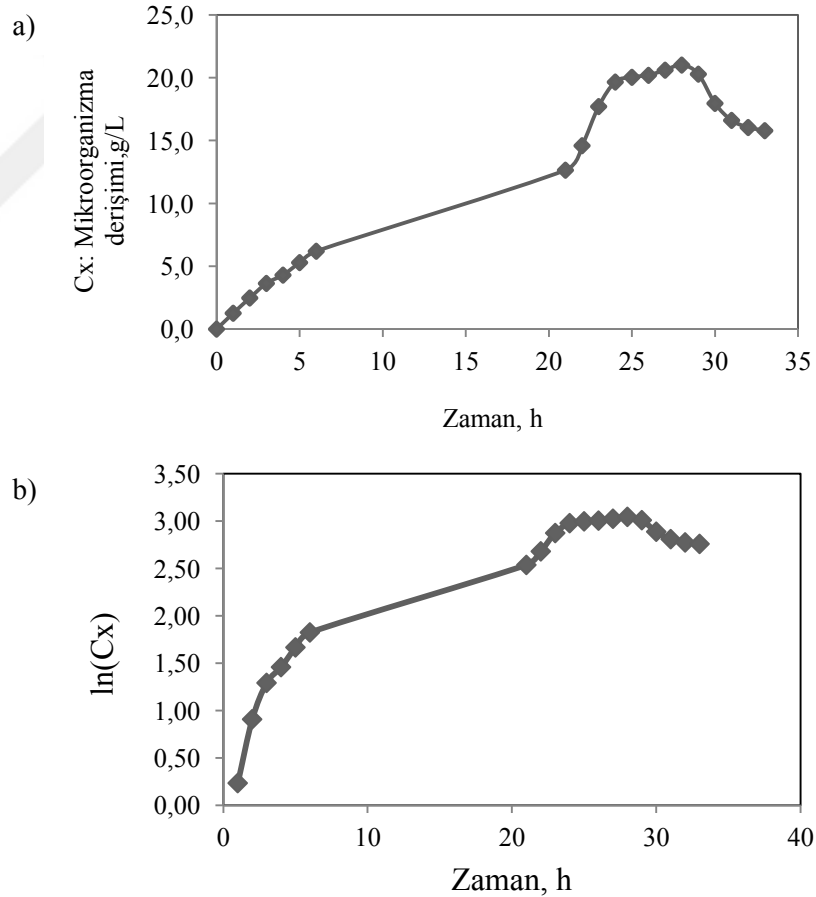 a)
Cx: Mikroorganizma
derişimi,g/L
25,0
20,0
15,0
10,0
5,0
0,0
0 5 10 15 20 25 30 35
Zaman, h
b)
ln(Cx)
3,50
3,00
2,50
2,00
1,50
1,00
0,50
0,00
0 10 20 30 40
Zaman, h